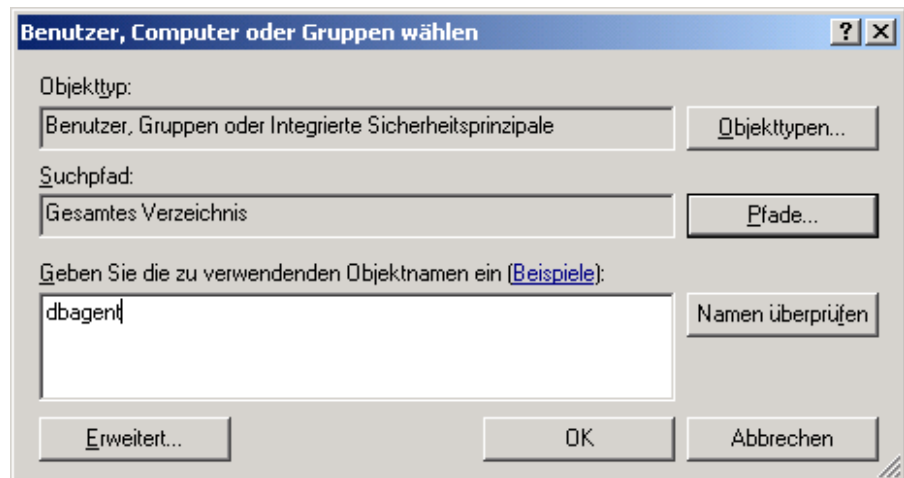 Benutzer, Computer oder Gruppen wählen
Objekttyp:
Benutzer, Gruppen oder Integrierte Sicherheitsprinzipale
Objekttypen...
Suchpfad:
Gesamtes Verzeichnis
Pfade...
Geben Sie die zu verwendenden Objektnamen ein (Beispiele):
dbagent
Namen überprüfen
Erweitert...
OK
Abbrechen